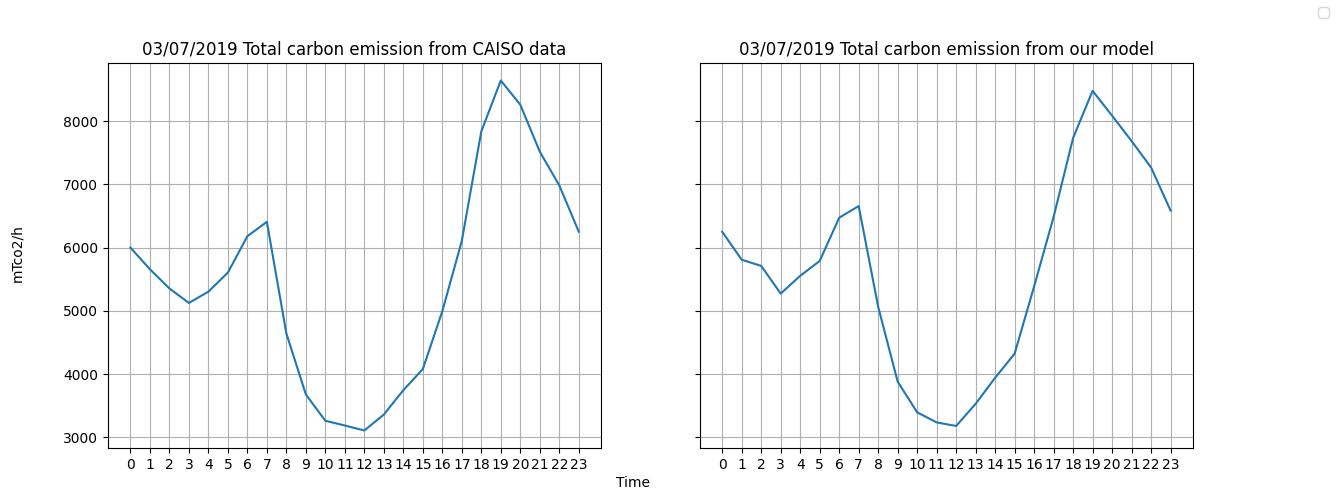 03/07/2019 Total carbon emission from CAISO data
03/07/2019 Total carbon emission from our model
mTco2/h
8000
7000
6000
5000
4000
3000
0 1 2 3 4 5 6 7 8 9 10 11 12 13 14 15 16 17 18 19 20 21 22 23
0 1 2 3 4 5 6 7 8 9 10 11 12 13 14 15 16 17 18 19 20 21 22 23
Time